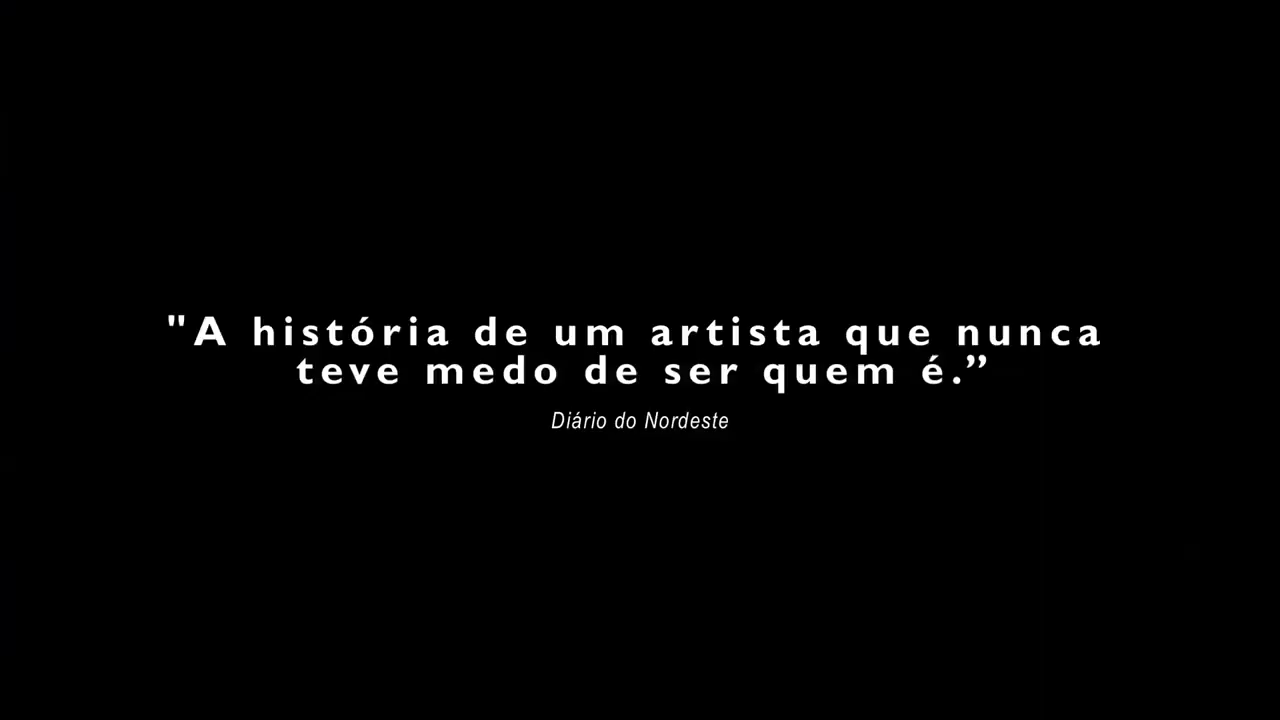 "A história de um artista que nunca
teve medo de ser quem é.”
Diário do Nordeste